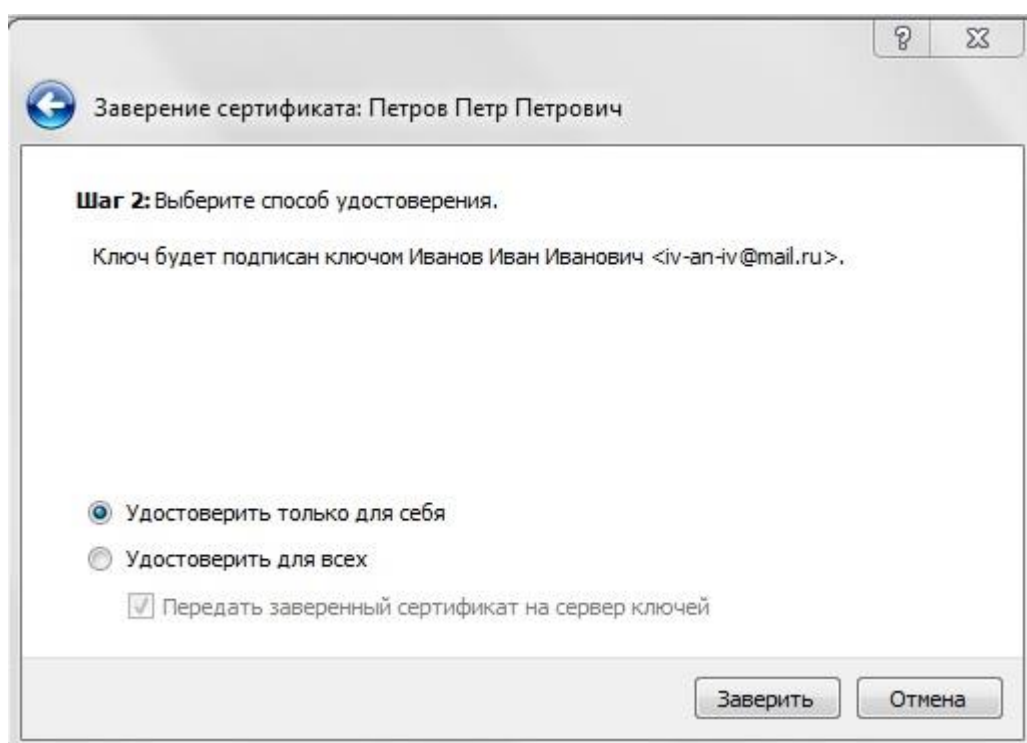 Заверение сертификата: Петров Петр Петрович
Шаг 2: Выберите способ удостоверения.
Ключ будет подписан ключом Иванов Иван Иванович <iv-an-iv@mail.ru>.
Удостоверить только для себя
Удостоверить для всех
Передать заверенный сертификат на сервер ключей
Заверить Отмена